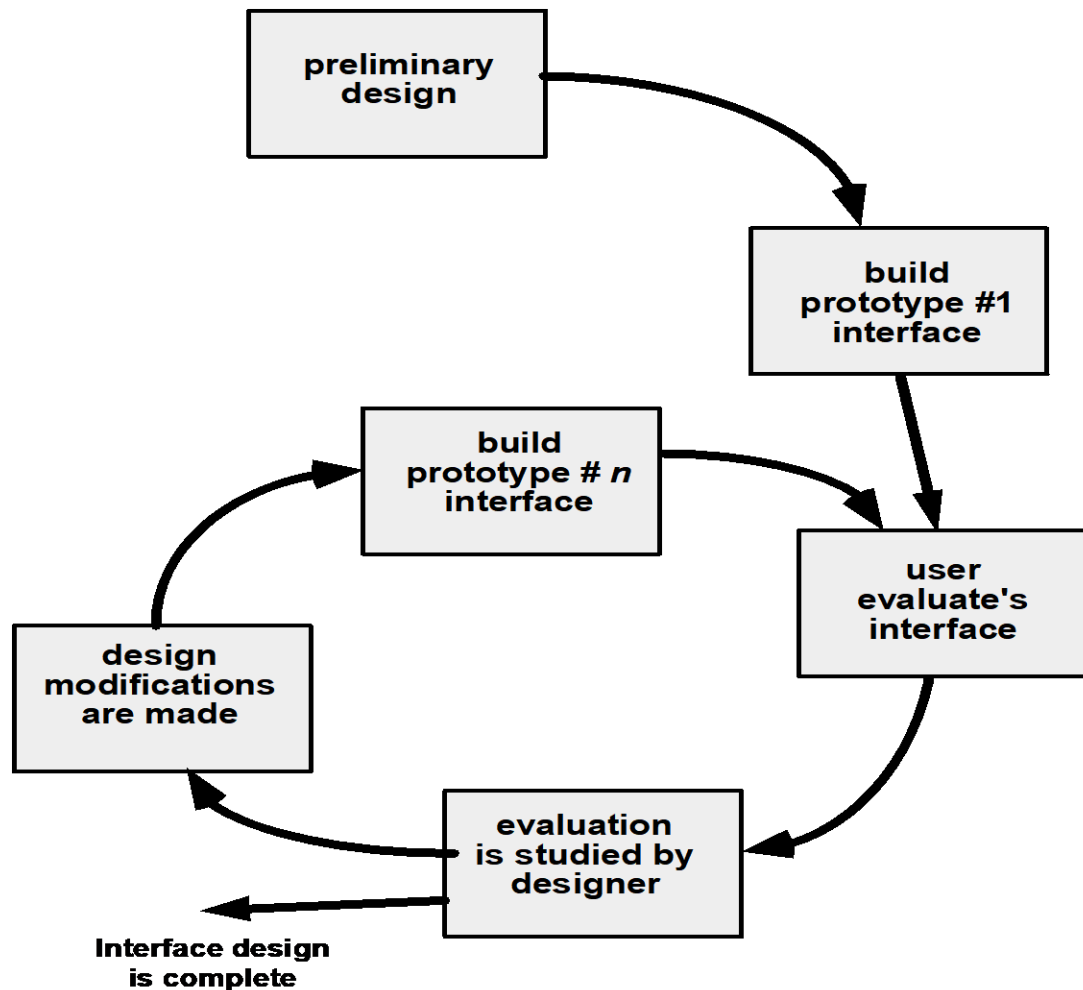 preliminary
design
build
prototype #1
interface
build
prototype # n
interface
user
evaluate's
interface
design
modifications
are made
evaluation
is studied by
designer
Interface design
is complete